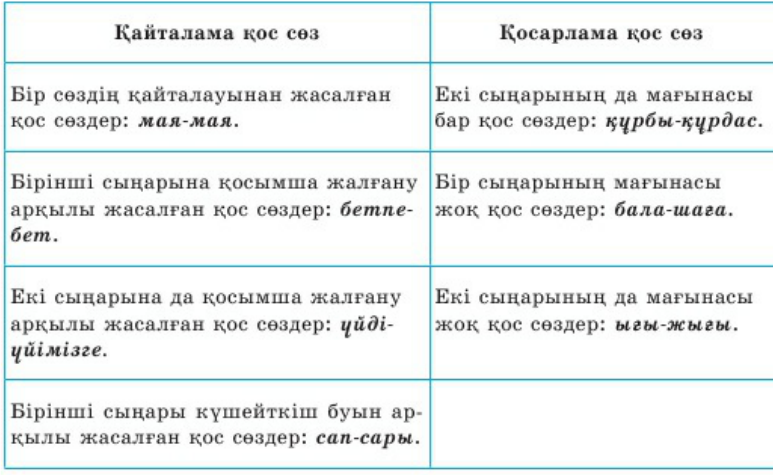 Қайталама қос сөз
Қосарлама қос сөз
Бір сөздің қайталауынан жасалған
қос сөздер: мая-мая.
Екі сыңарының да мағынасы
бар қос сөздер: құрбы-құрдас.
Бірінші сыңарына қосымша жалғану
арқылы жасалған қос сөздер: бетпе-
бет.
Бір сыңарының мағынасы
жоқ қос сөздер: бала-шаға.
Екі сыңарына да қосымша жалғану
арқылы жасалған қос сөздер: үйді-
үйімізге.
Екі сыңарының да мағынасы
жоқ қос сөздер: ығы-жығы.
Бірінші сыңары күшейткіш буын ар-
қылы жасалған қос сөздер: сап-сары.